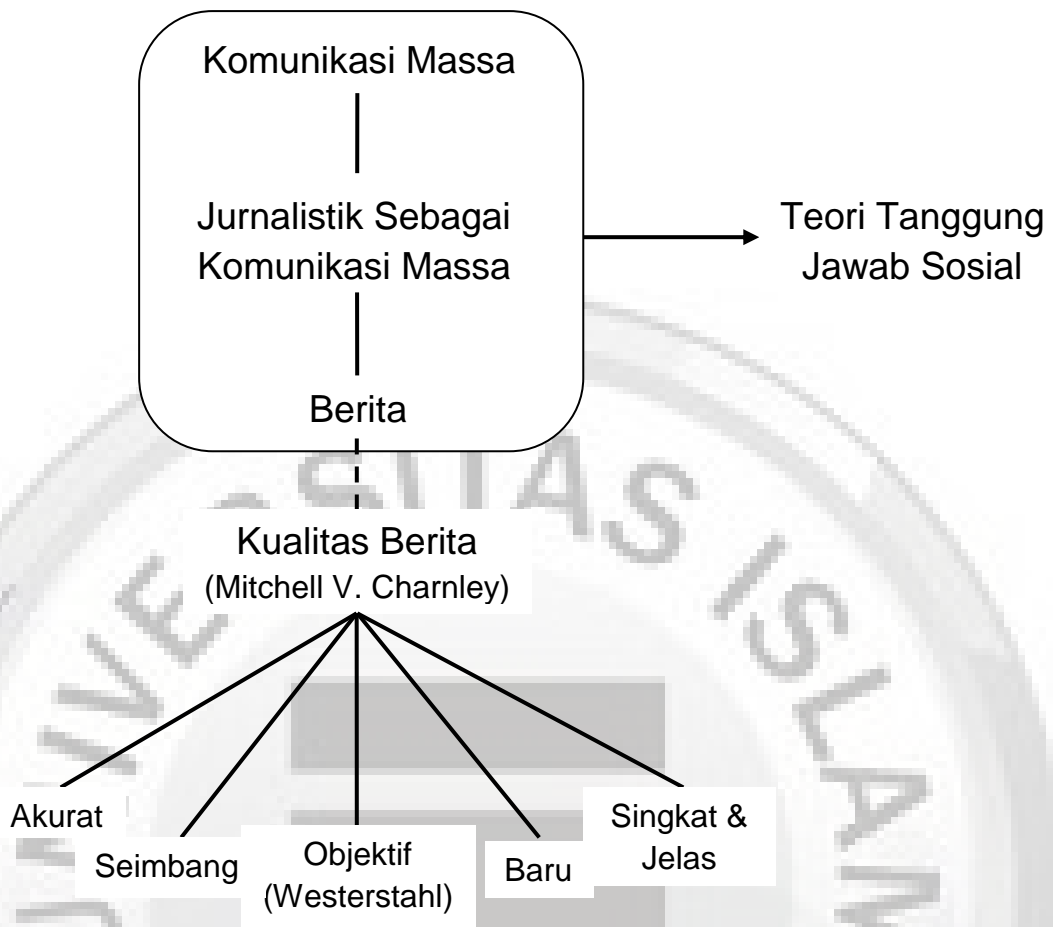 Komunikasi Massa
Jurnalistik Sebagai
Komunikasi Massa
Teori Tanggung
Jawab Sosial
Berita
Kualitas Berita
(Mitchell V. Charnley)
Akurat
Seimbang
Objektif
(Westerstahl)
Baru
Singkat &
Jelas
ISLAM